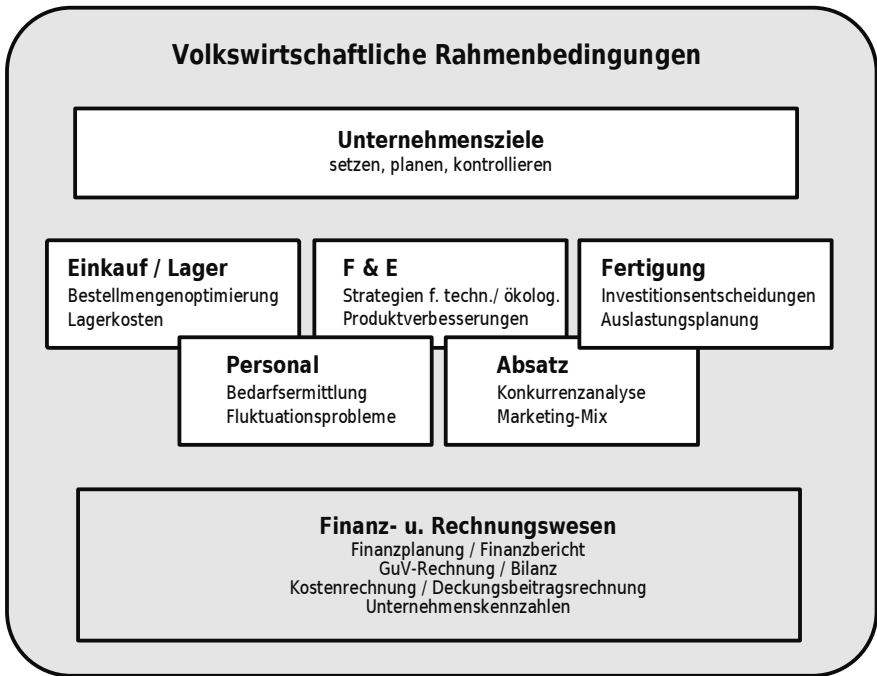 Volkswirtschaftliche Rahmenbedingungen
Unternehmensziele
setzen, planen, kontrollieren
Einkauf / Lager
Bestellmengenoptimierung
Lagerkosten
F & E
Strategien f. techn./ ökolog.
Produktverbesserungen
Fertigung
Investitionsentscheidungen
Auslastungsplanung
Personal
Bedarfsermittlung
Fluktuationsprobleme
Absatz
Konkurrenzanalyse
Marketing-Mix
Finanz- u. Rechnungswesen
Finanzplanung / Finanzbericht
GuV-Rechnung / Bilanz
Kostenrechnung / Deckungsbeitragsrechnung
Unternehmenskennzahlen